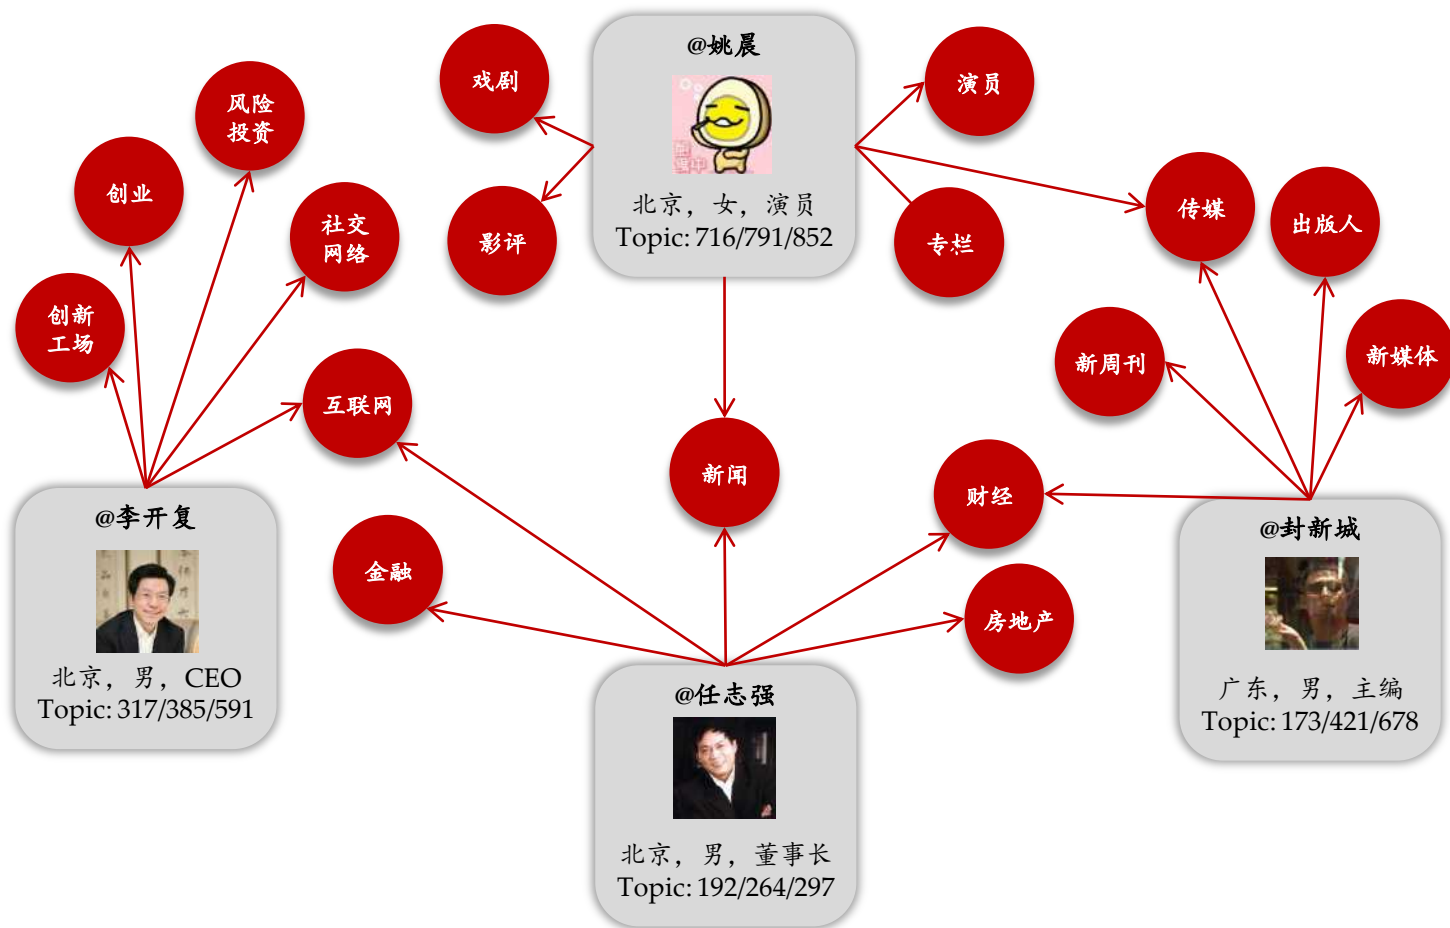 @姚晨
北京，女，演员
Topic: 716/791/852
戏剧
影评
演员
专栏
传媒
出版人
新周刊
新媒体
风险
投资
创业
社交
网络
创新
工场
互联网
新闻
财经
金融
房地产
@李开复
北京，男，CEO
Topic: 317/385/591
@任志强
北京，男，董事长
Topic: 192/264/297
@封新城
广东，男，主编
Topic: 173/421/678